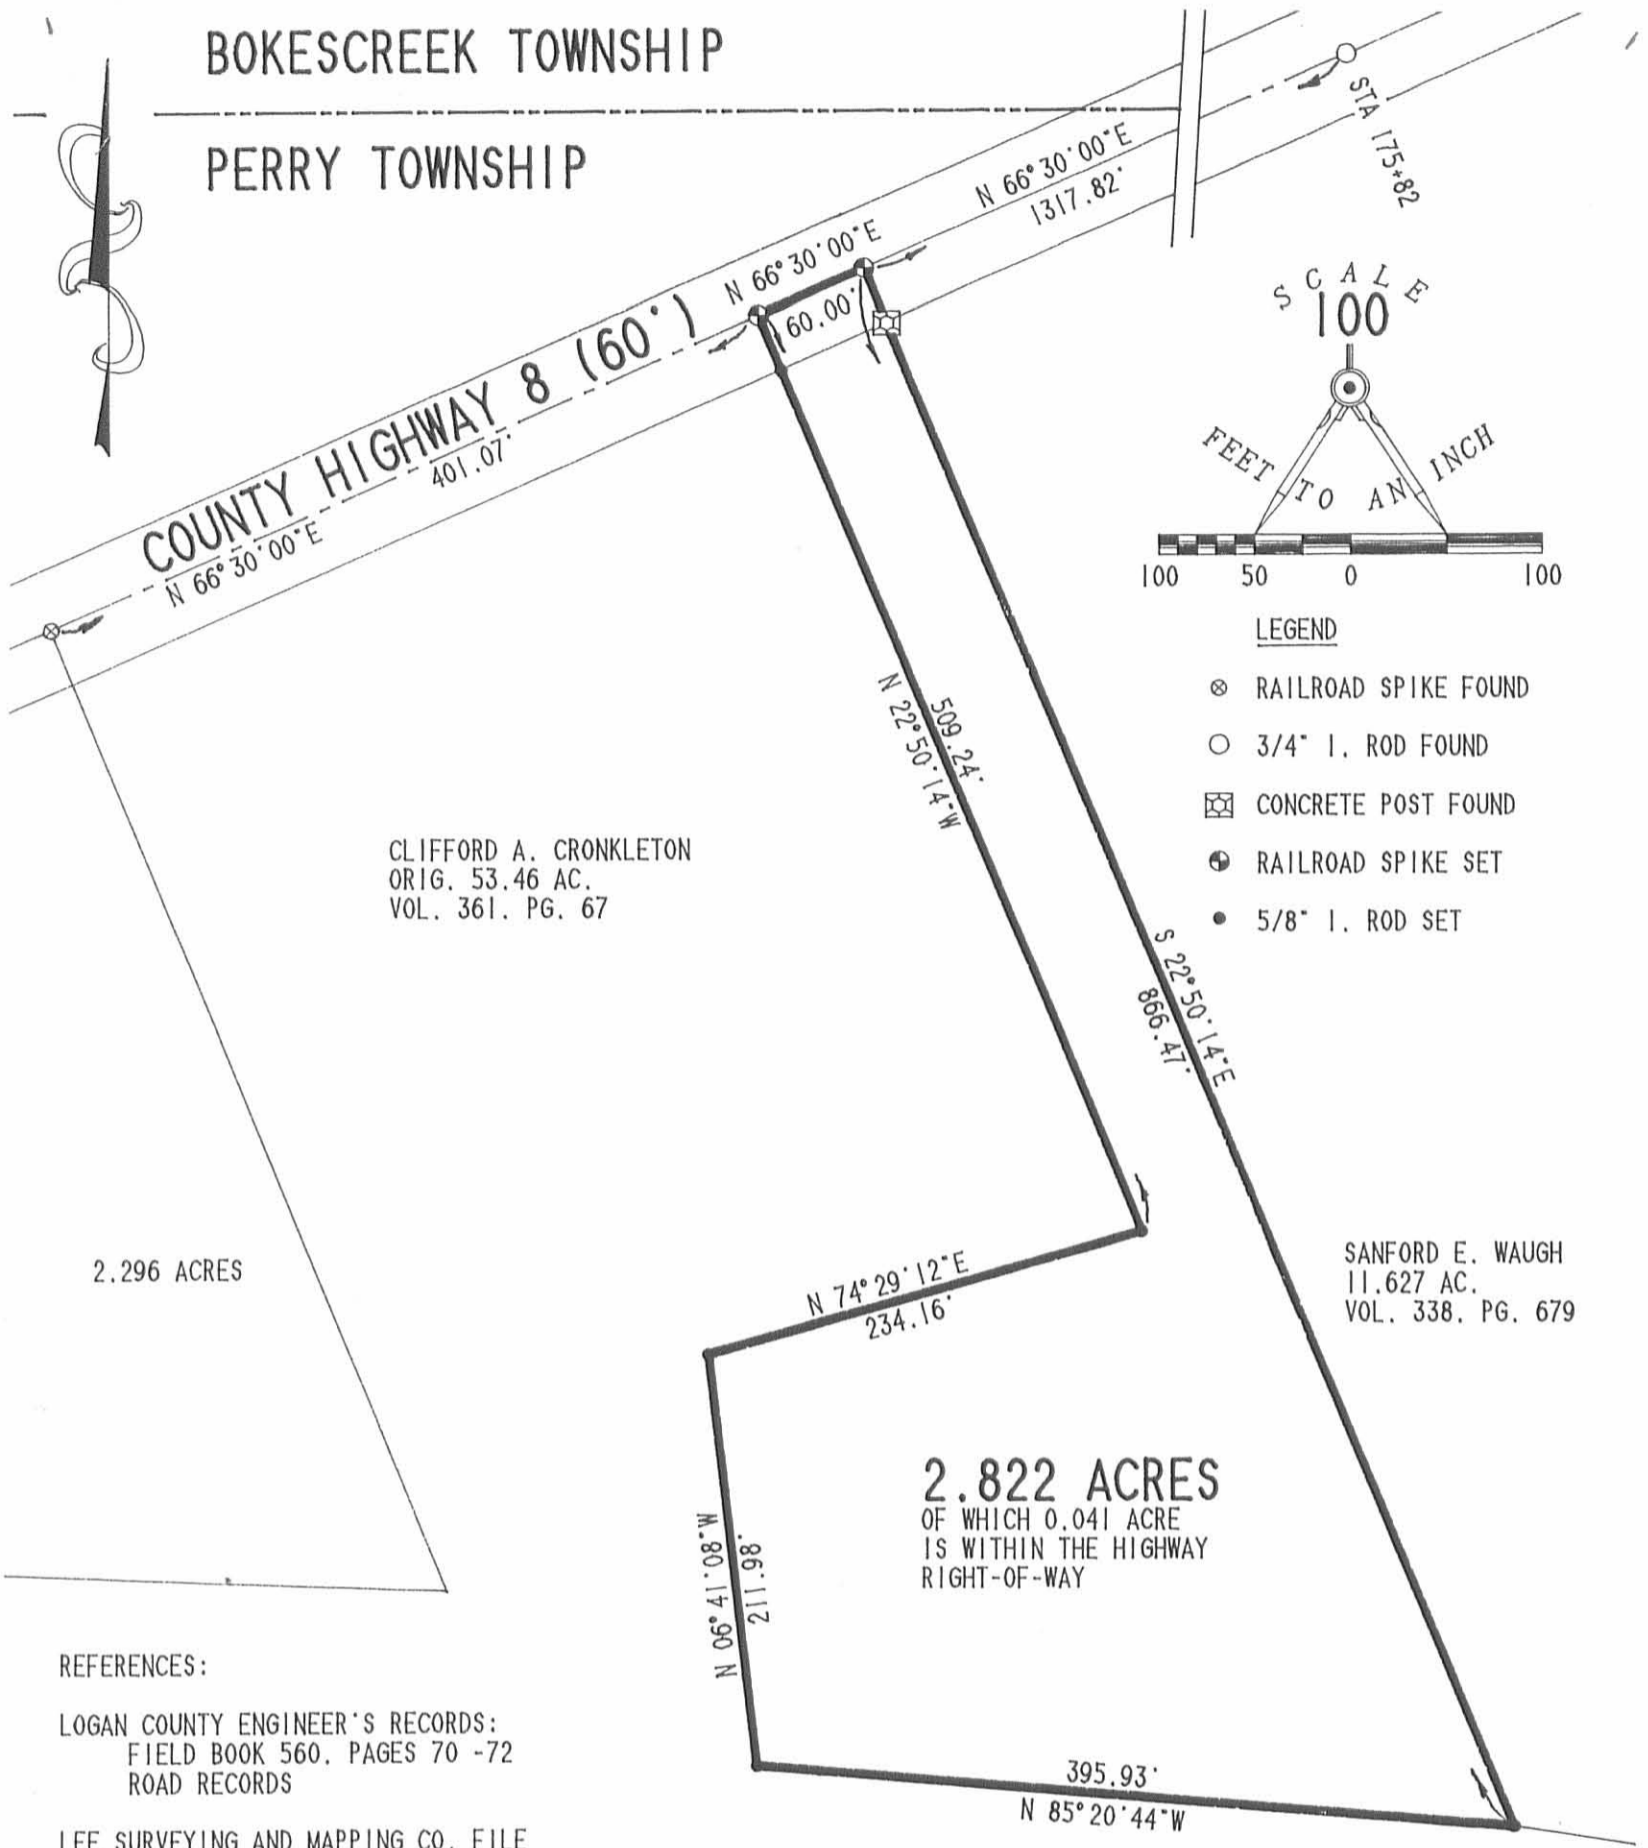 BOKESCREEK TOWNSHIP
PERRY TOWNSHIP
STA 175+82
N 66°30'00"E
1317.82'
N 66°30'00"E
60.00'
COUNTY HIGHWAY 8 (60')
401.07'
N 66°30'00"E
SCALE
100
FEET TO AN INCH
100 50 0 100
LEGEND
RAILROAD SPIKE FOUND
3/4" I. ROD FOUND
CONCRETE POST FOUND
RAILROAD SPIKE SET
5/8" I. ROD SET
509.24'
N 22°50'14"W
CLIFFORD A. CRONKLETON
ORIG. 53.46 AC.
VOL. 361. PG. 67
S 22°50'14"E
866.47'
2.296 ACRES
N 74°29'12"E
234.16'
SANFORD E. WAUGH
11.627 AC.
VOL. 338. PG. 679
2.822 ACRES
OF WHICH 0.041 ACRE
IS WITHIN THE HIGHWAY
RIGHT-OF-WAY
N 06°41'08"W
211.98'
395.93'
N 85°20'44"W
REFERENCES:
LOGAN COUNTY ENGINEER'S RECORDS:
FIELD BOOK 560. PAGES 70 -72
ROAD RECORDS
LEE SURVEYING AND MAPPING CO. FILE